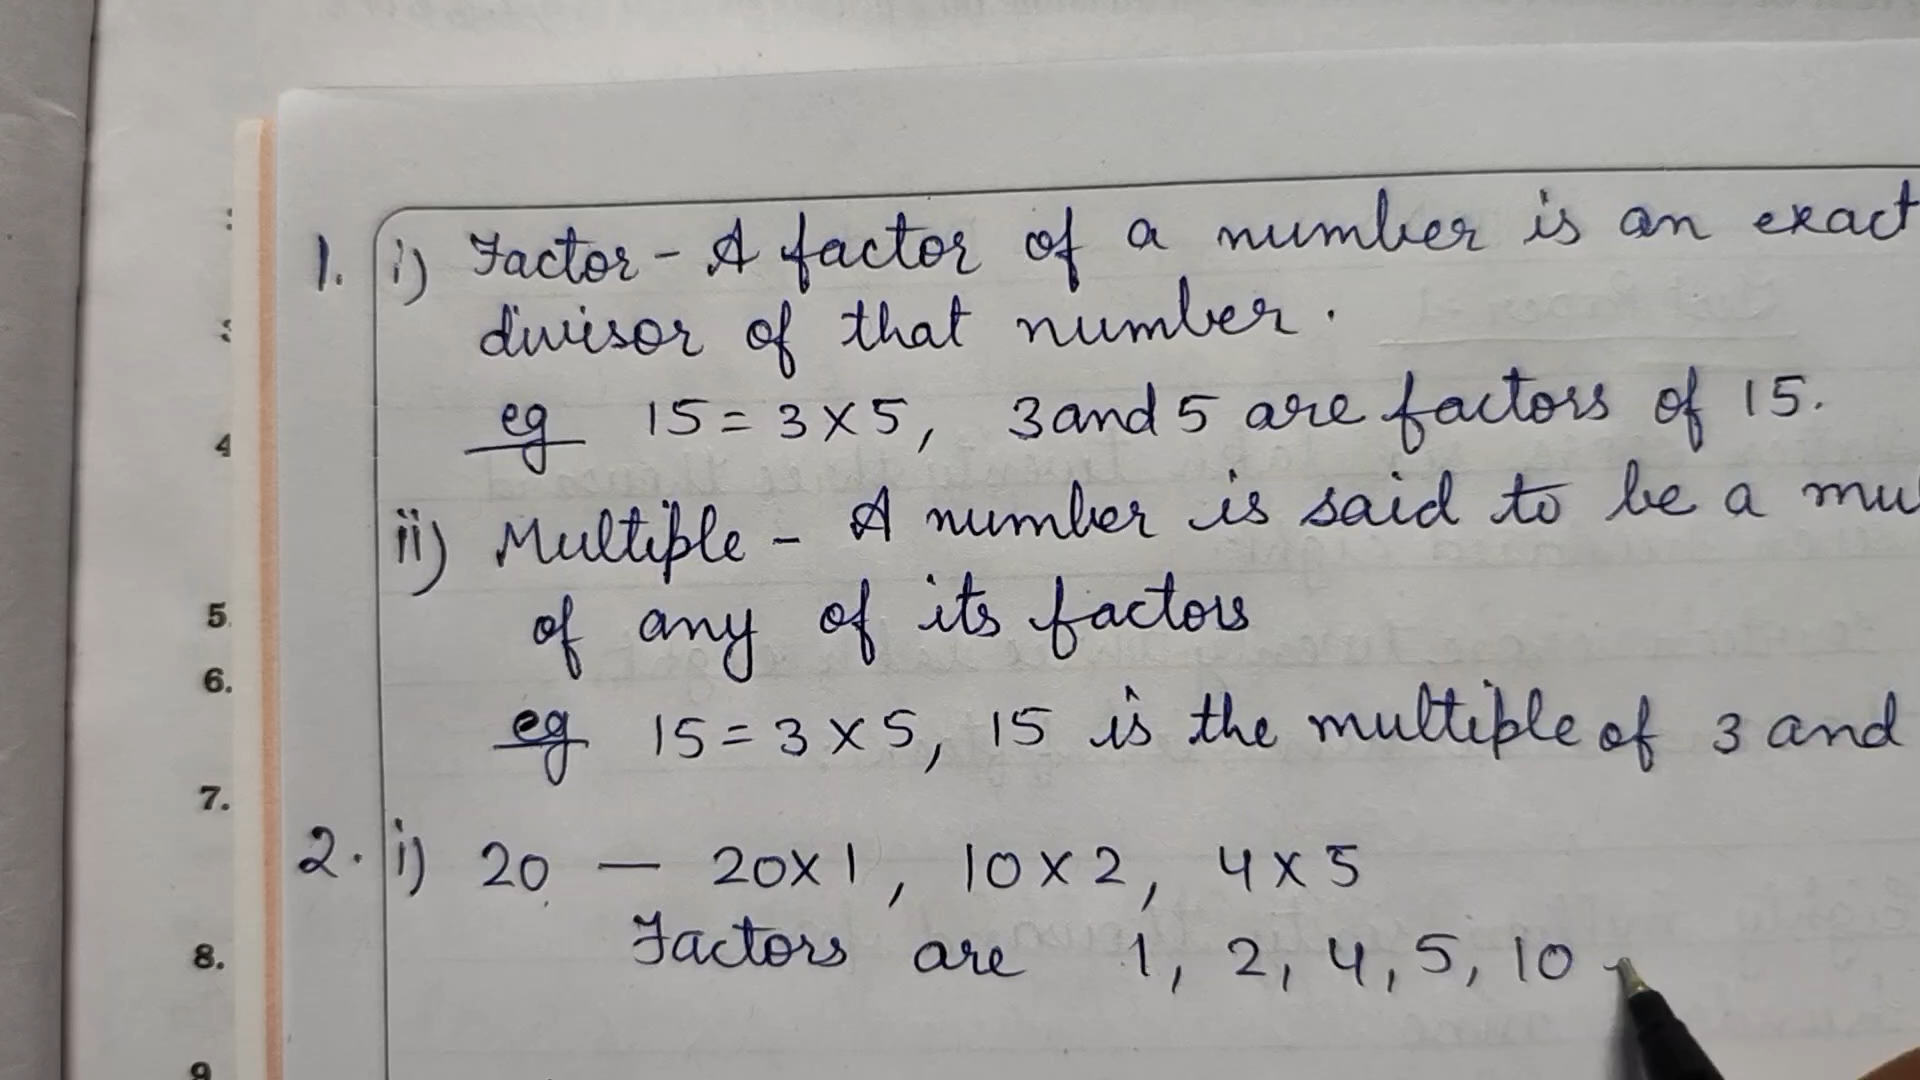 1. i) Factor - A factor of a number is an exact
divisor of that number.
eg 15 = 3 x 5, 3 and 5 are factors of 15.
4
ii) Multiple - A number is said to be a mul
of any of its factors
5.
6.
eg 15 = 3 x 5, 15 is the multiple of 3 and
7.
2. i) 20 — 20 x 1, 10 x 2, 4 x 5
8. Factors are 1, 2, 4, 5, 10
9